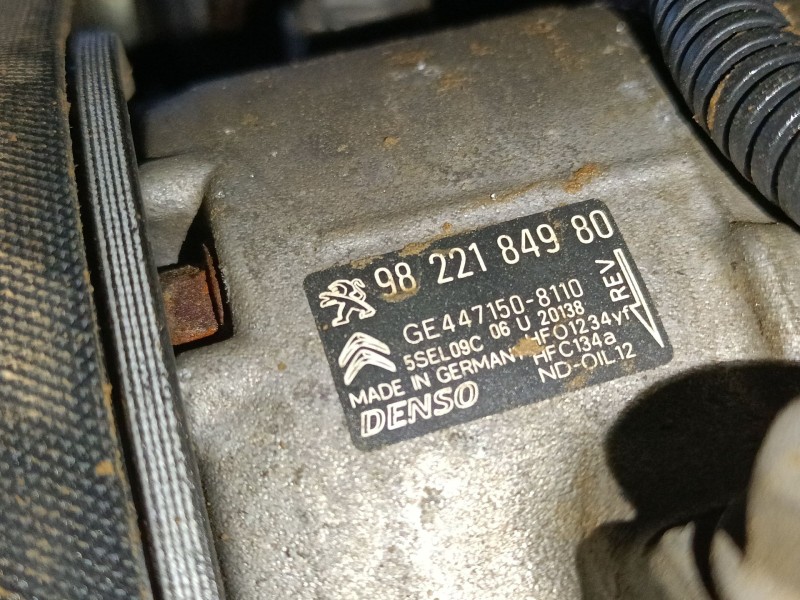 98 221 849 80
GE447150-8110
5SEL09C 06 U 20138
HFO1234yf
MADE IN GERMANY
HFC134a
DENSO
ND-OIL12
REV